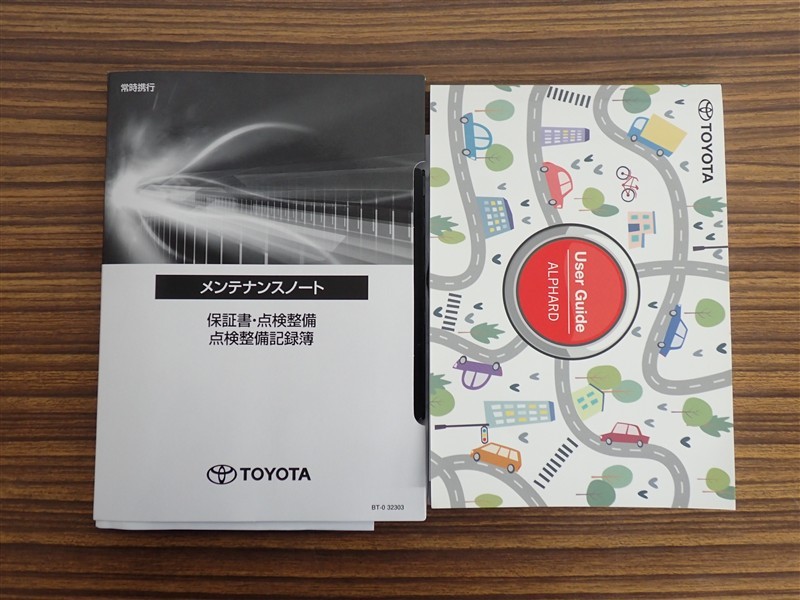 常時携行
メンテナンスノート
保証書・点検整備
点検整備記録簿
TOYOTA
BT-0 32303
TOYOTA
User Guide
ALPHARD